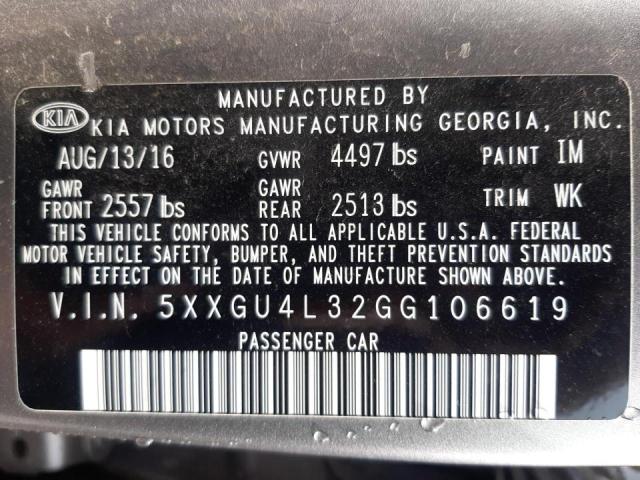 MANUFACTURED BY
KIA KIA MOTORS MANUFACTURING GEORGIA, INC.
AUG/13/16 GVWR 4497 lbs PAINT IM
GAWR FRONT 2557 lbs GAWR REAR 2513 lbs TRIM WK
THIS VEHICLE CONFORMS TO ALL APPLICABLE U.S.A. FEDERAL
MOTOR VEHICLE SAFETY, BUMPER, AND THEFT PREVENTION STANDARDS
IN EFFECT ON THE DATE OF MANUFACTURE SHOWN ABOVE.
V.I.N. 5XXGU4L32GG106619
PASSENGER CAR